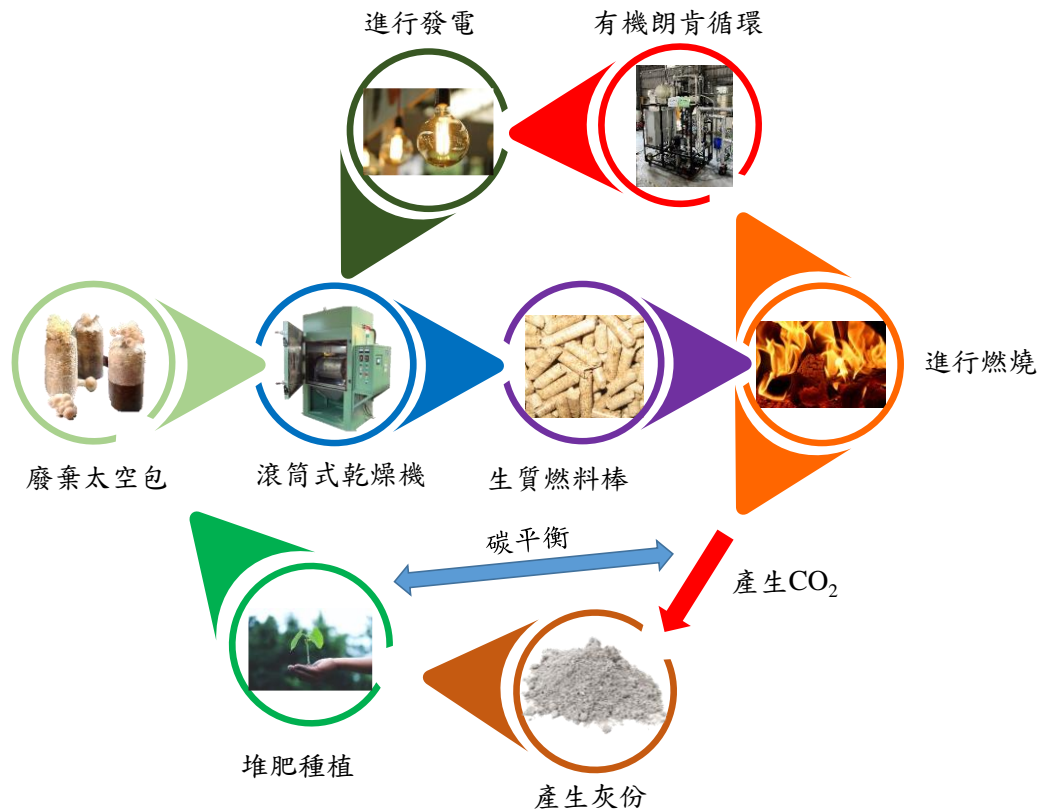 進行發電
有機朗肯循環
進行燃燒
廢棄太空包
滾筒式乾燥機
生質燃料棒
碳平衡
產生CO₂
堆肥種植
產生灰份